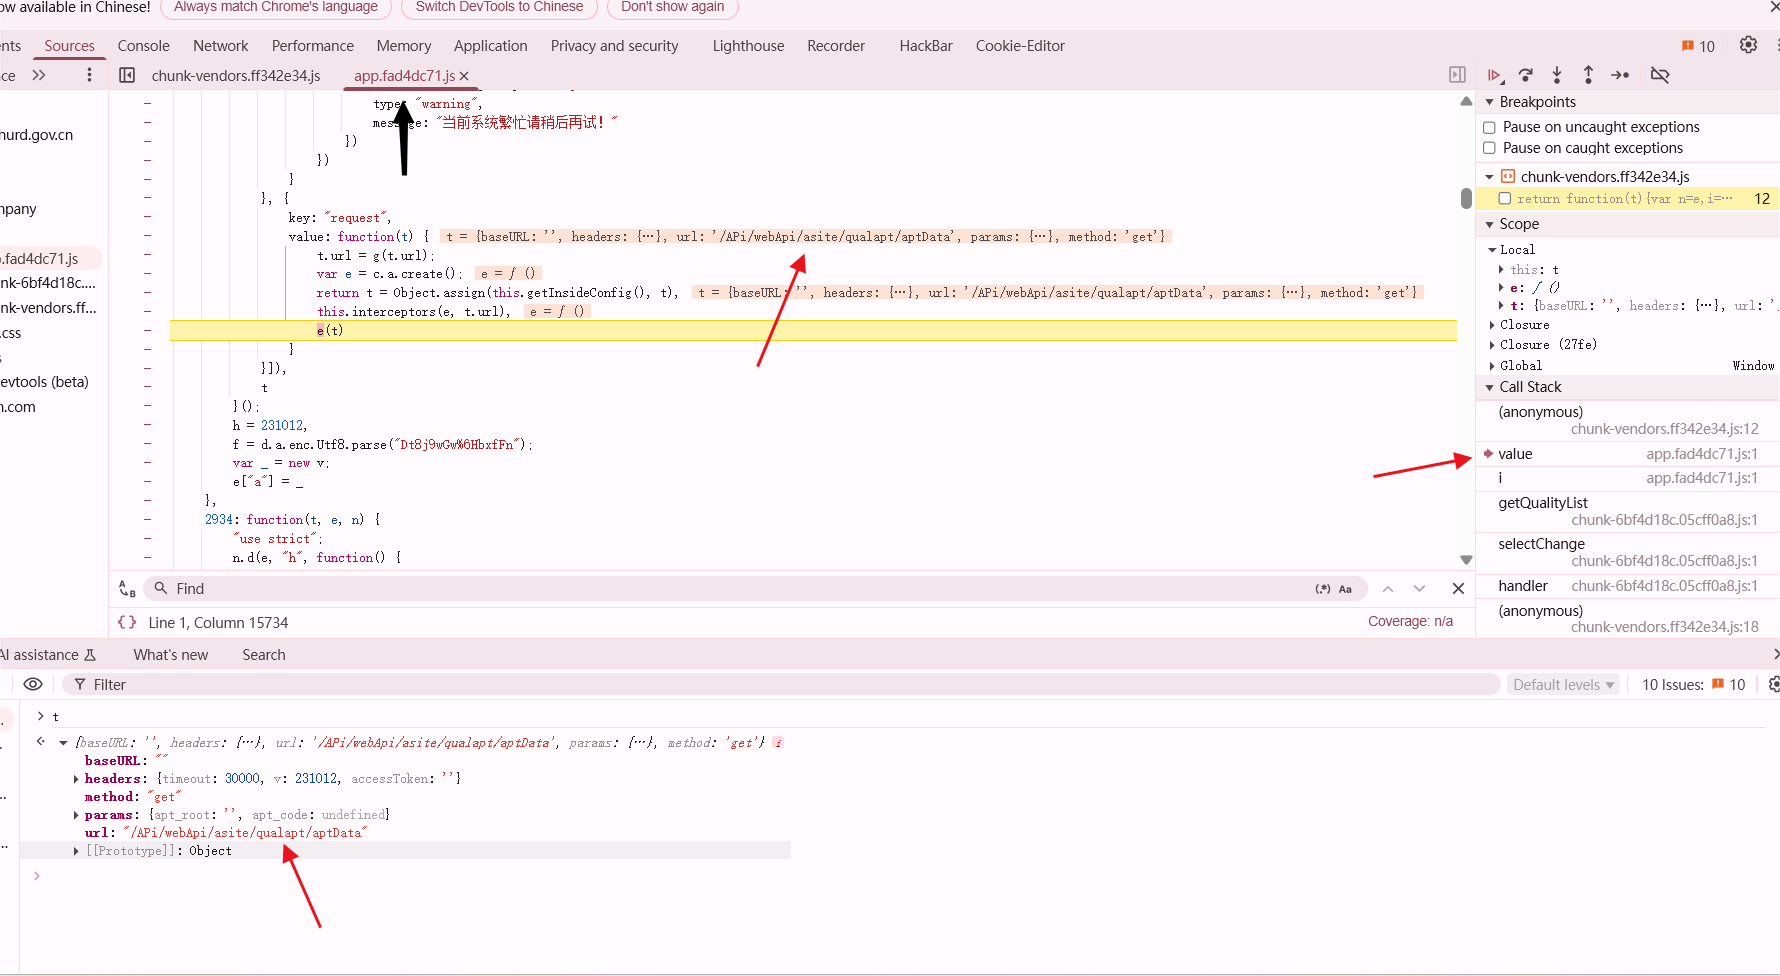 ow available in Chinese! Always match Chrome's language Switch DevTools to Chinese Don't show again
ents Sources Console Network Performance Memory Application Privacy and security Lighthouse Recorder HackBar Cookie-Editor 10
ce chunk-vendors.ff342e34.js app.fad4dc71.js
hurd.gov.cn
mpany
.fad4dc71.js
nk-6bf4d18c....
nk-vendors.ff...
.css
s
evtools (beta)
n.com
type: "warning",
message: "当前系统繁忙请稍后再试! "
})
})
}
}, {
key: "request",
value: function(t) { t = {baseURL: '', headers: {…}, url: '/APi/webApi/asite/qualapt/aptData', params: {…}, method: 'get'}
t.url = g(t.url);
var e = c.a.create(); e = ƒ ()
return t = Object.assign(this.getInsideConfig(), t), t = {baseURL: '', headers: {…}, url: '/APi/webApi/asite/qualapt/aptData', params: {…}, method: 'get'}
this.interceptors(e, t.url), e = ƒ ()
e(t)
}
}]),
t
}();
h = 231012,
f = d.a.enc.Utf8.parse("Dt8j9wGw%6HbxfFn");
var _ = new v;
e["a"] = _
},
2934: function(t, e, n) {
"use strict";
n.d(e, "h", function() {
Find
(.*) Aa
{} Line 1, Column 15734 Coverage: n/a
Breakpoints
Pause on uncaught exceptions
Pause on caught exceptions
chunk-vendors.ff342e34.js
return function(t){var n=e,i=… 12
Scope
Local
this: t
e: ƒ ()
t: {baseURL: '', headers: {…}, url: '
Closure
Closure (27fe)
Global Window
Call Stack
(anonymous)
chunk-vendors.ff342e34.js:12
value app.fad4dc71.js:1
i app.fad4dc71.js:1
getQualityList
chunk-6bf4d18c.05cff0a8.js:1
selectChange
chunk-6bf4d18c.05cff0a8.js:1
handler chunk-6bf4d18c.05cff0a8.js:1
(anonymous)
chunk-vendors.ff342e34.js:18
AI assistance What's new Search
Filter Default levels 10 Issues: 10
t
{baseURL: '', headers: {…}, url: '/APi/webApi/asite/qualapt/aptData', params: {…}, method: 'get'} i
baseURL: ""
headers: {timeout: 30000, v: 231012, accessToken: ''}
method: "get"
params: {apt_root: '', apt_code: undefined}
url: "/APi/webApi/asite/qualapt/aptData"
[[Prototype]]: Object